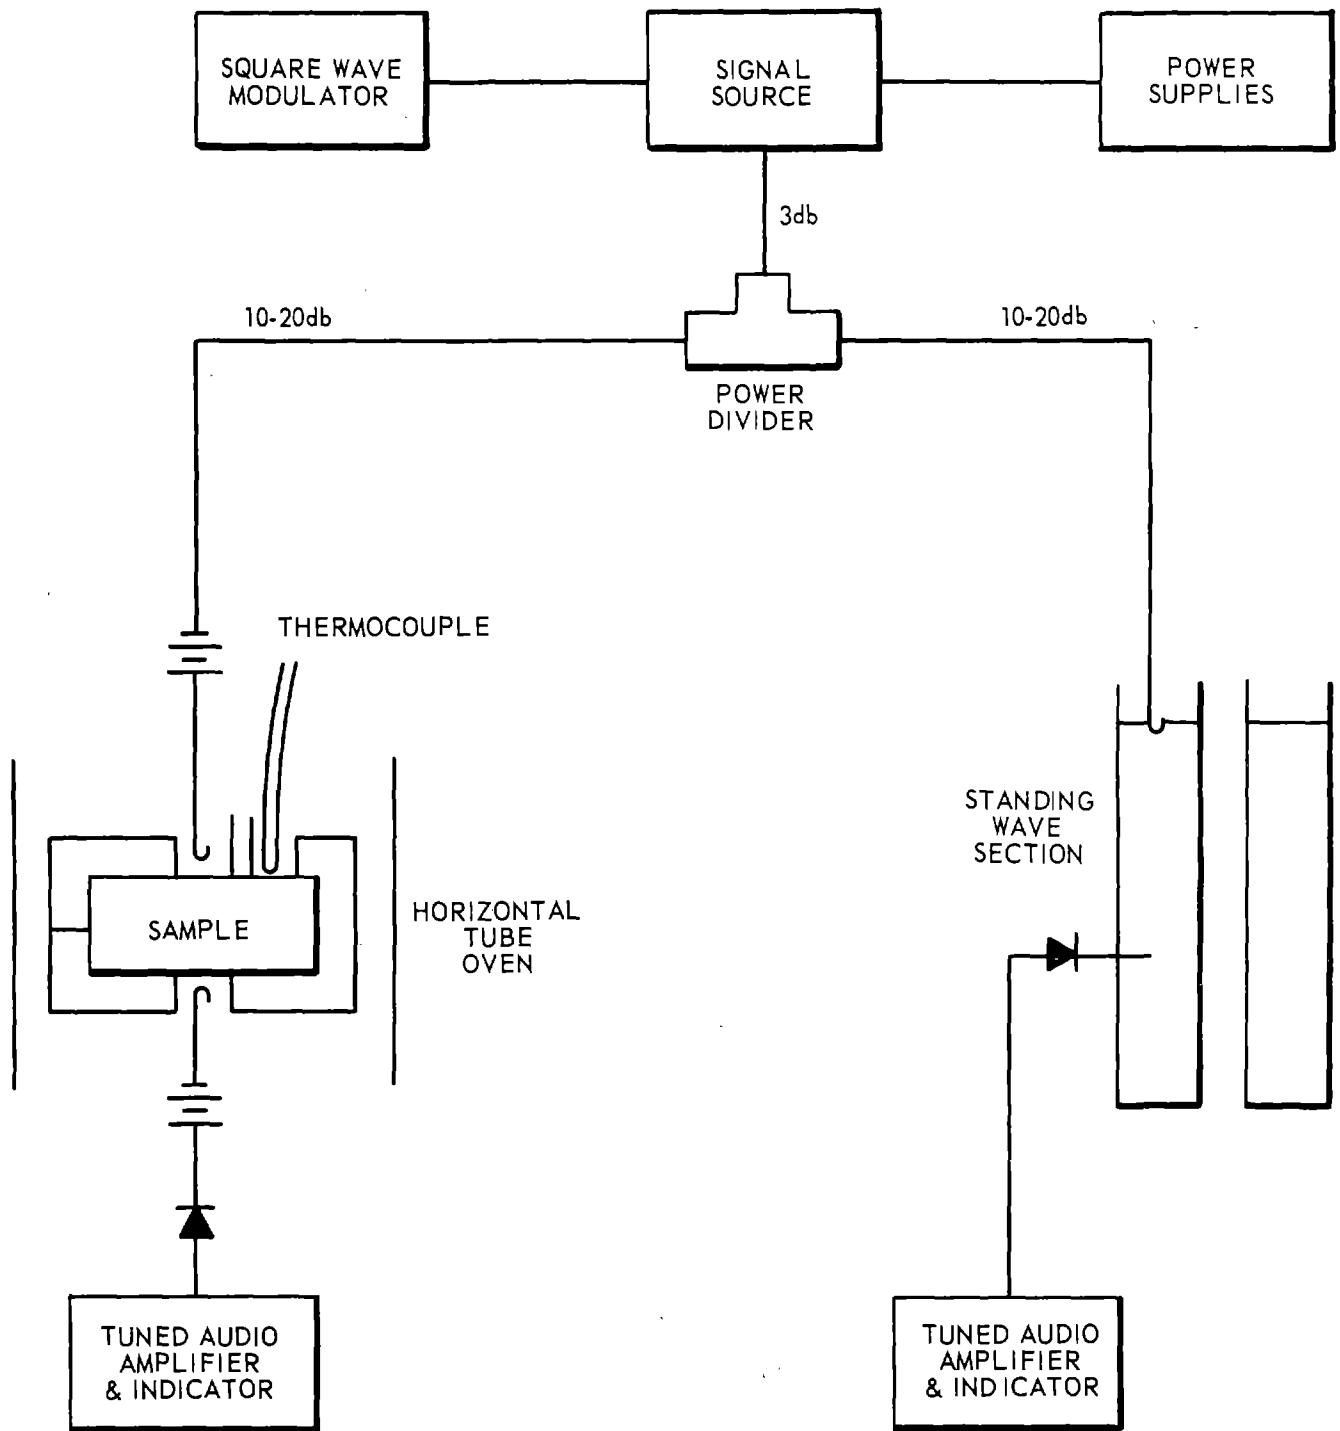 SQUARE WAVE
MODULATOR
SIGNAL
SOURCE
POWER
SUPPLIES
3db
10-20db
10-20db
POWER
DIVIDER
THERMOCOUPLE
STANDING
WAVE
SECTION
SAMPLE
HORIZONTAL
TUBE
OVEN
TUNED AUDIO
AMPLIFIER
& INDICATOR
TUNED AUDIO
AMPLIFIER
& INDICATOR